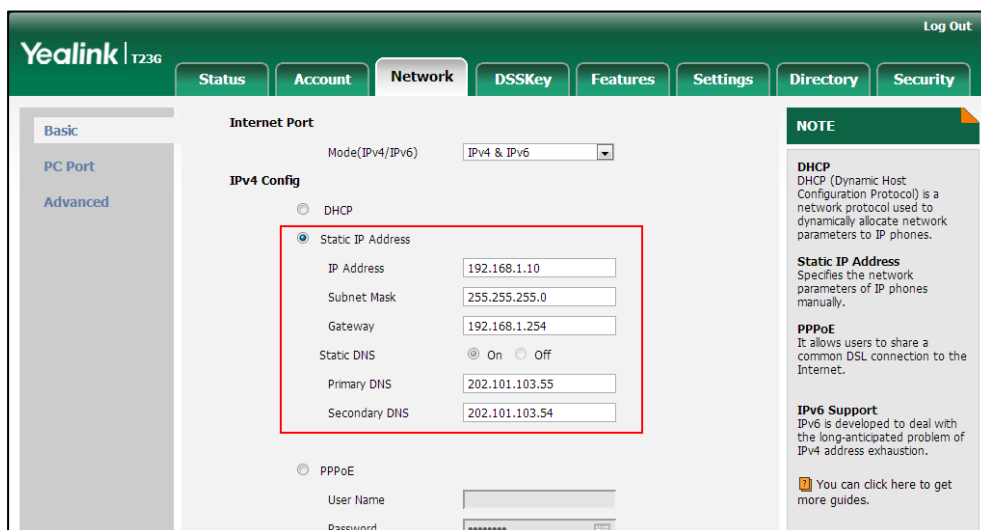 Log Out
Yealink | T23G
Status Account Network DSSKey Features Settings Directory Security
Basic
PC Port
Advanced
Internet Port
Mode(IPv4/IPv6) IPv4 & IPv6
IPv4 Config
DHCP
Static IP Address
IP Address 192.168.1.10
Subnet Mask 255.255.255.0
Gateway 192.168.1.254
Static DNS On Off
Primary DNS 202.101.103.55
Secondary DNS 202.101.103.54
PPPoE
User Name
Password ••••••••
NOTE
DHCP
DHCP (Dynamic Host
Configuration Protocol) is a
network protocol used to
dynamically allocate network
parameters to IP phones.
Static IP Address
Specifies the network
parameters of IP phones
manually.
PPPoE
It allows users to share a
common DSL connection to the
Internet.
IPv6 Support
IPv6 is developed to deal with
the long-anticipated problem of
IPv4 address exhaustion.
? You can click here to get
more guides.